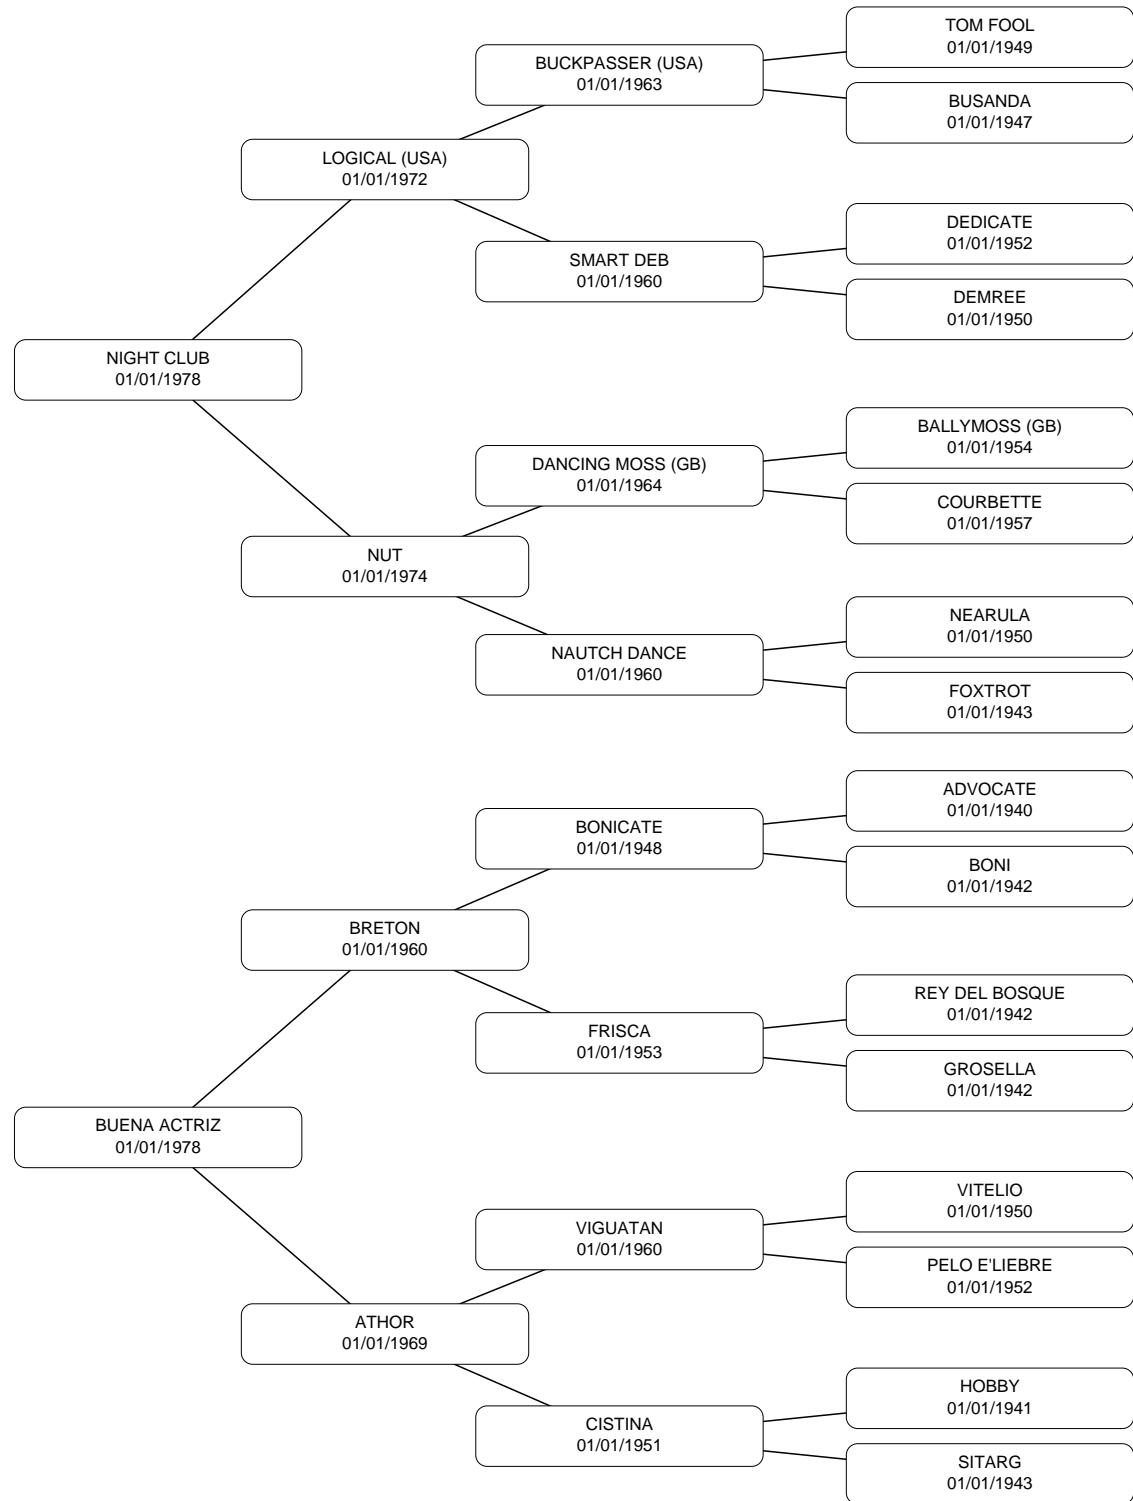 TOM FOOL
01/01/1949
BUCKPASSER (USA)
01/01/1963
BUSANDA
01/01/1947
LOGICAL (USA)
01/01/1972
DEDICATE
01/01/1952
SMART DEB
01/01/1960
DEMREE
01/01/1950
NIGHT CLUB
01/01/1978
BALLYMOSS (GB)
01/01/1954
DANCING MOSS (GB)
01/01/1964
COURBETTE
01/01/1957
NUT
01/01/1974
NEARULA
01/01/1950
NAUTCH DANCE
01/01/1960
FOXTROT
01/01/1943
ADVOCATE
01/01/1940
BONICATE
01/01/1948
BONI
01/01/1942
BRETON
01/01/1960
REY DEL BOSQUE
01/01/1942
FRISCA
01/01/1953
GROSELLA
01/01/1942
BUENA ACTRIZ
01/01/1978
VITELIO
01/01/1950
VIGUATAN
01/01/1960
PELO E'LIEBRE
01/01/1952
ATHOR
01/01/1969
HOBBY
01/01/1941
CISTINA
01/01/1951
SITARG
01/01/1943